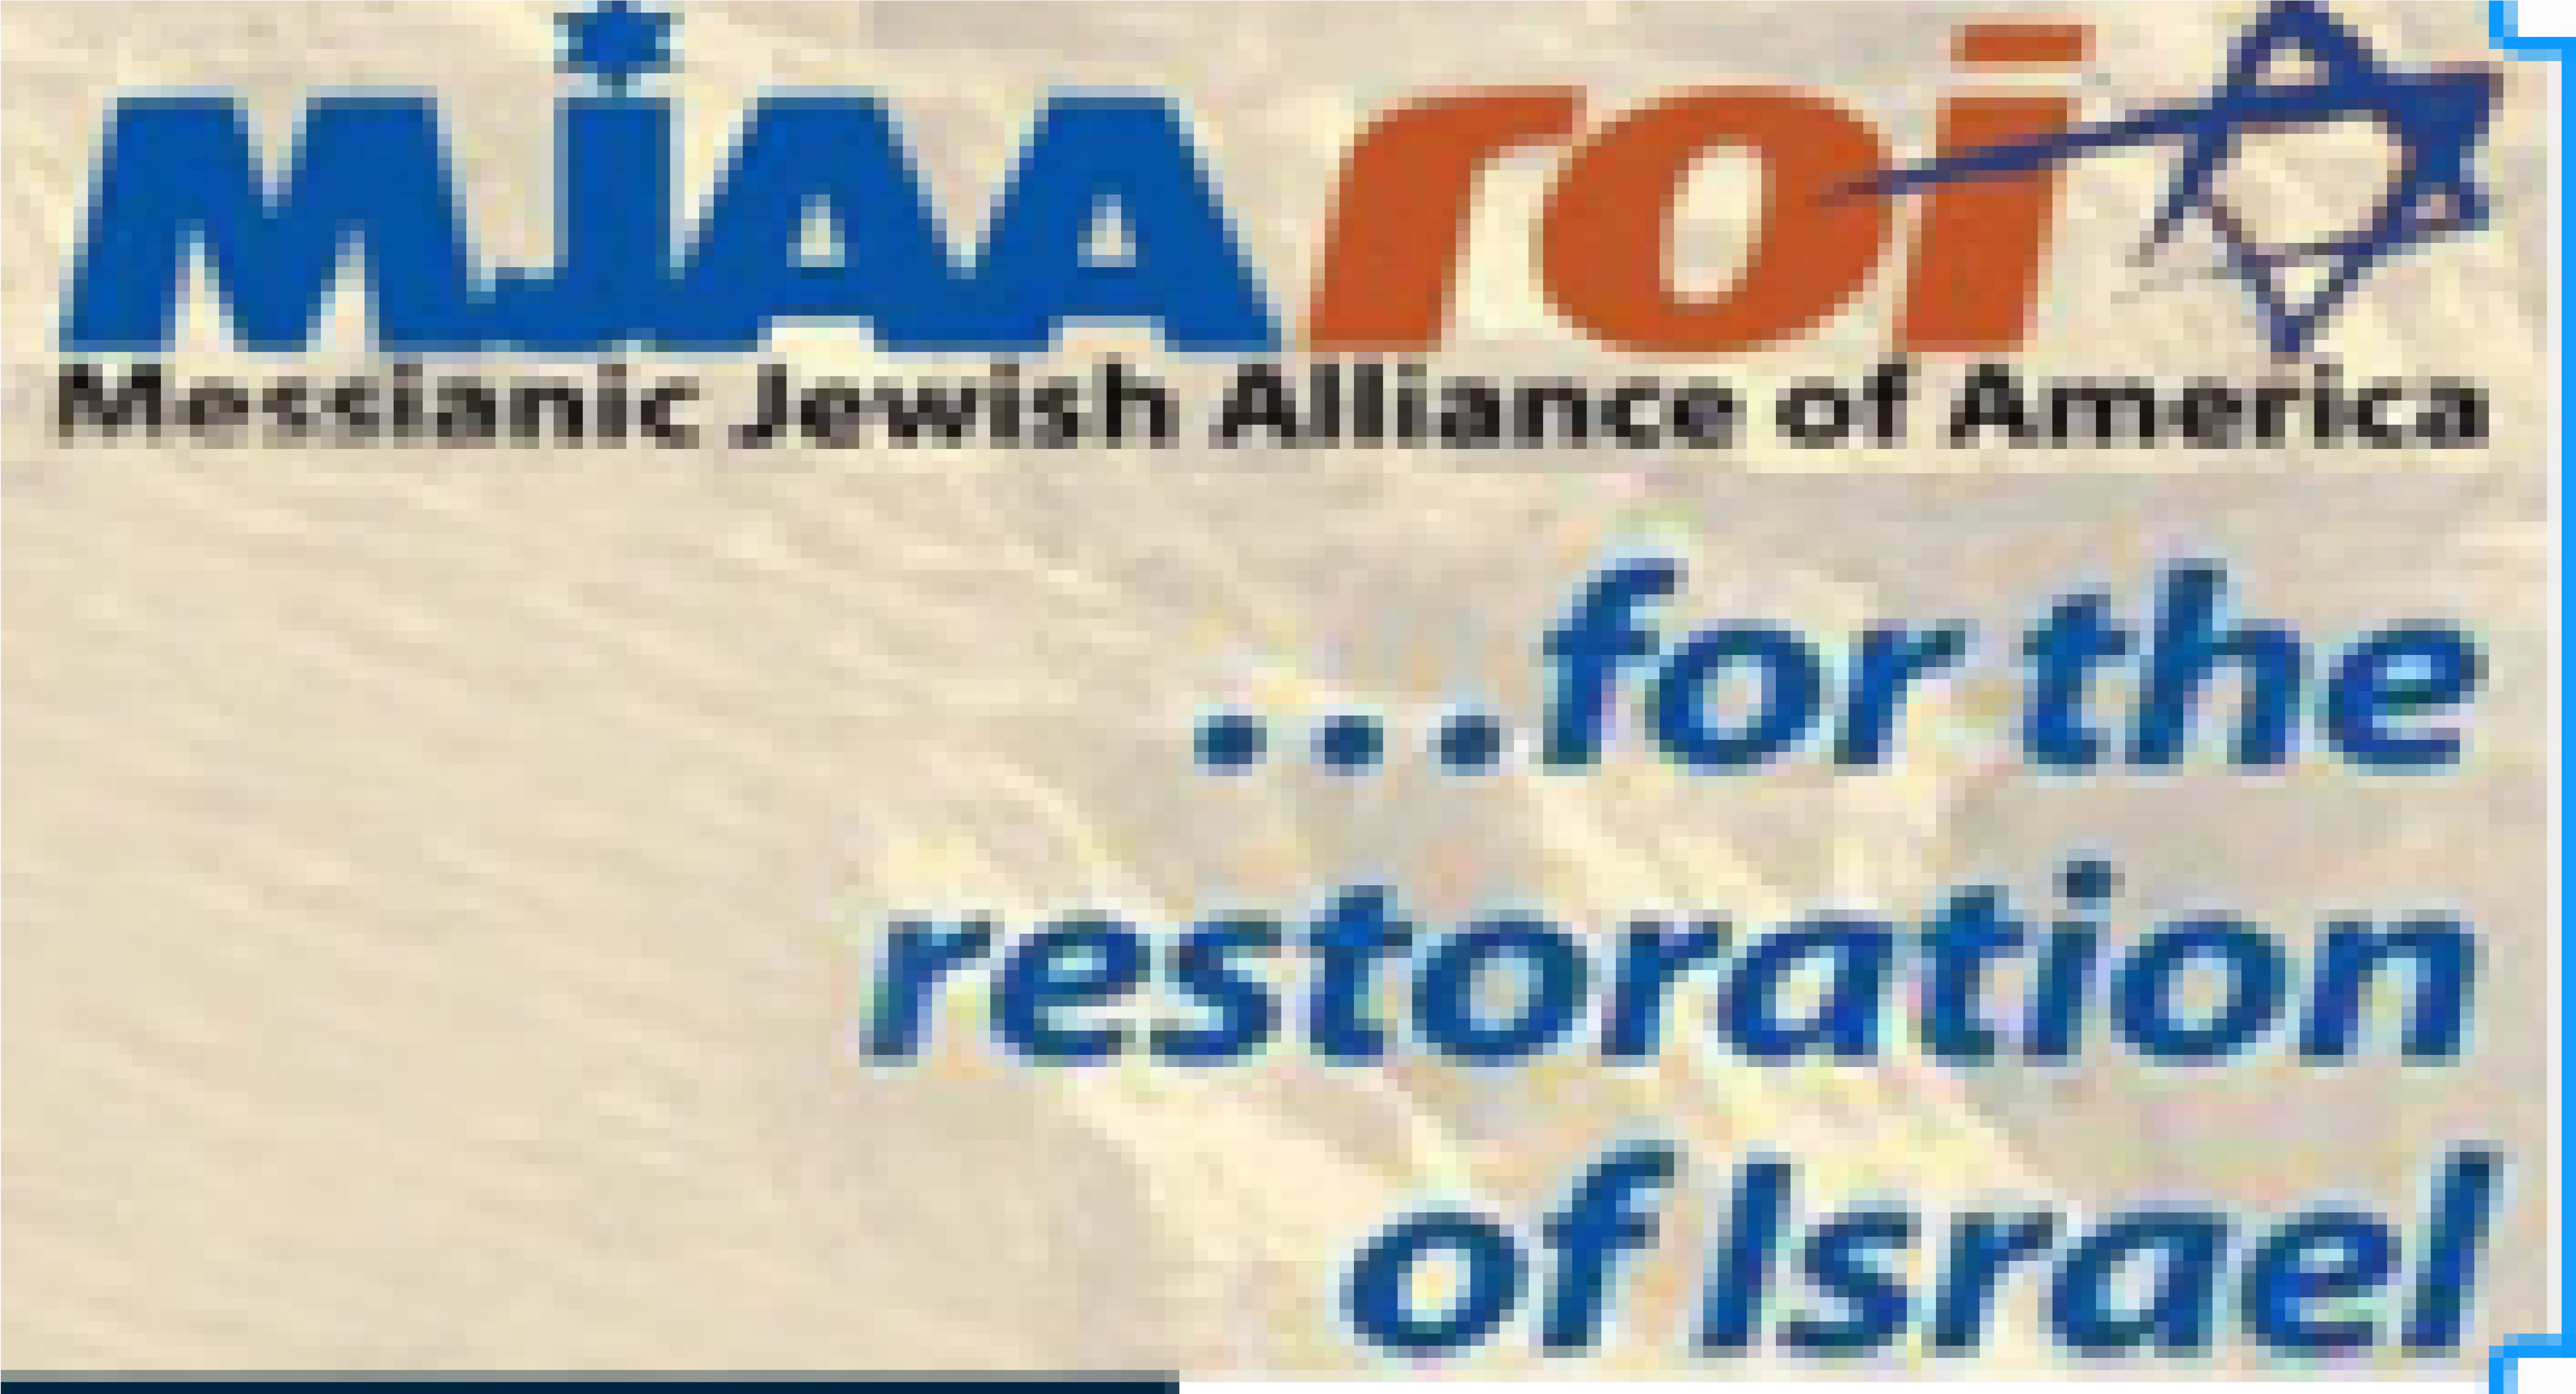 MJAA roi
Messianic Jewish Alliance of America
...for the
restoration
of Israel